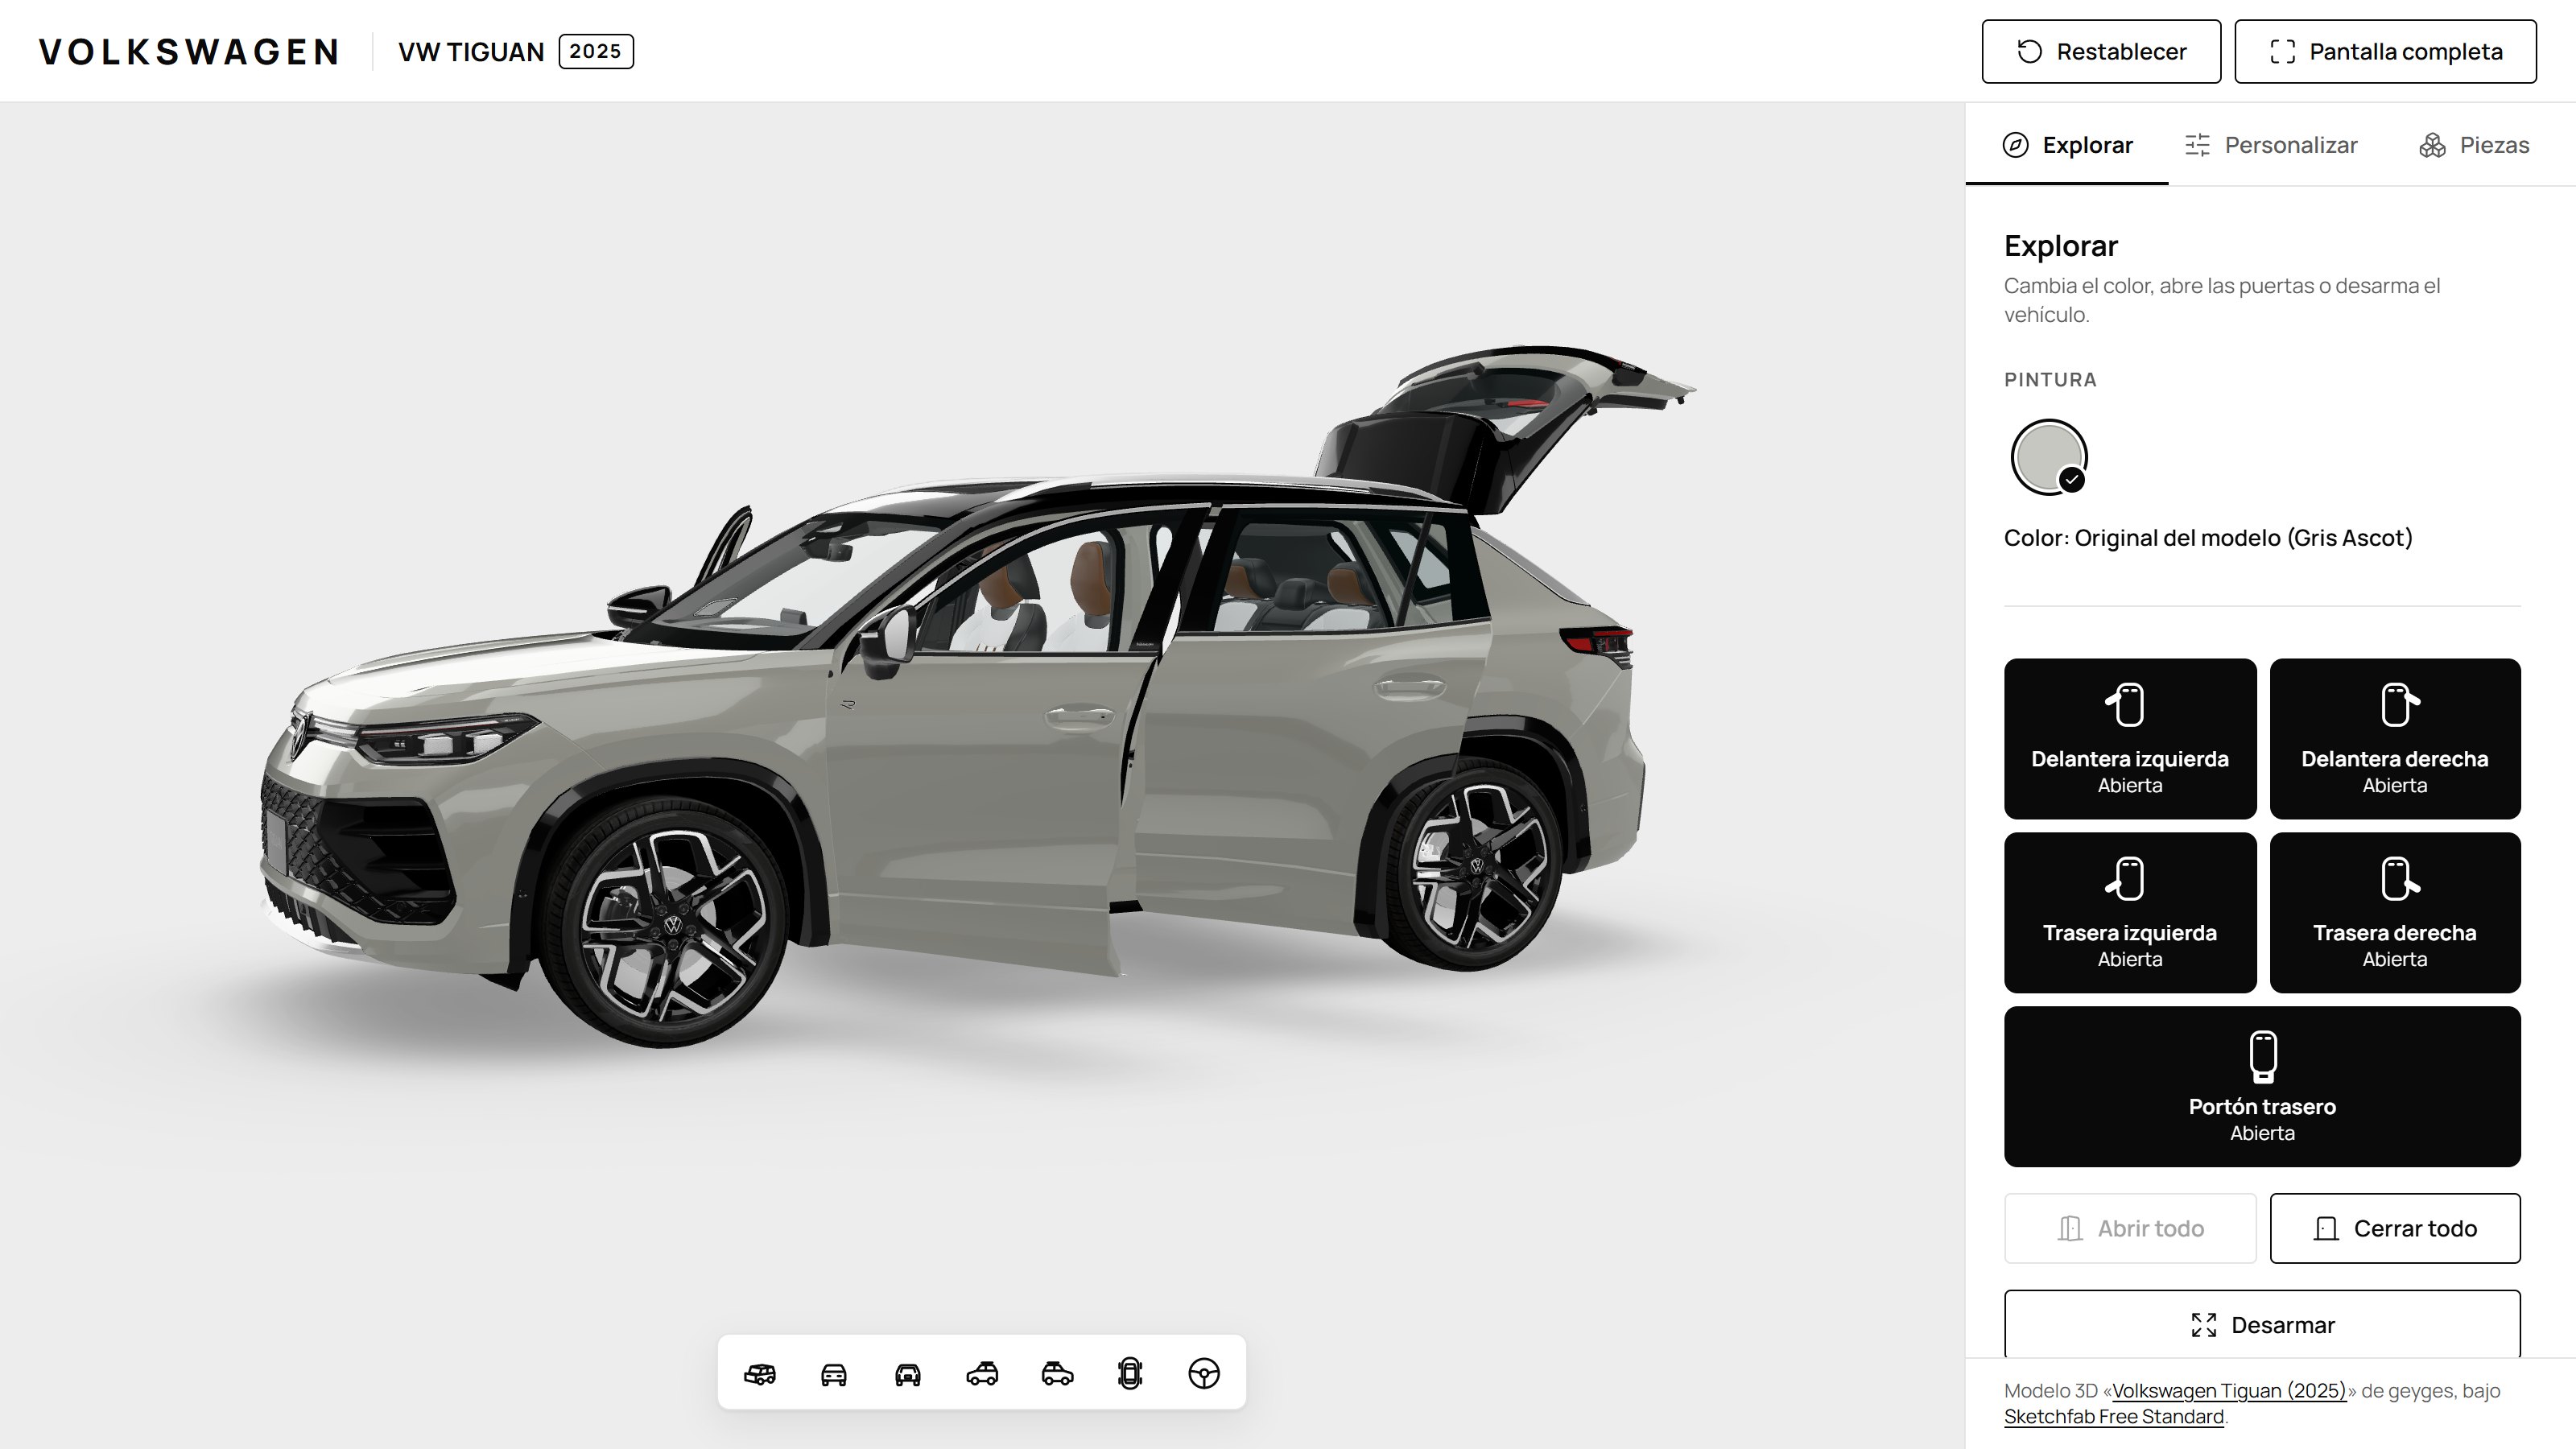 VOLKSWAGEN
VW TIGUAN 2025
Restablecer
Pantalla completa
Explorar
Personalizar
Piezas
Explorar
Cambia el color, abre las puertas o desarma el
vehículo.
PINTURA
Color: Original del modelo (Gris Ascot)
Delantera izquierda
Abierta
Delantera derecha
Abierta
Trasera izquierda
Abierta
Trasera derecha
Abierta
Portón trasero
Abierta
Abrir todo
Cerrar todo
Desarmar
Modelo 3D «Volkswagen Tiguan (2025)» de geyges, bajo
Sketchfab Free Standard.